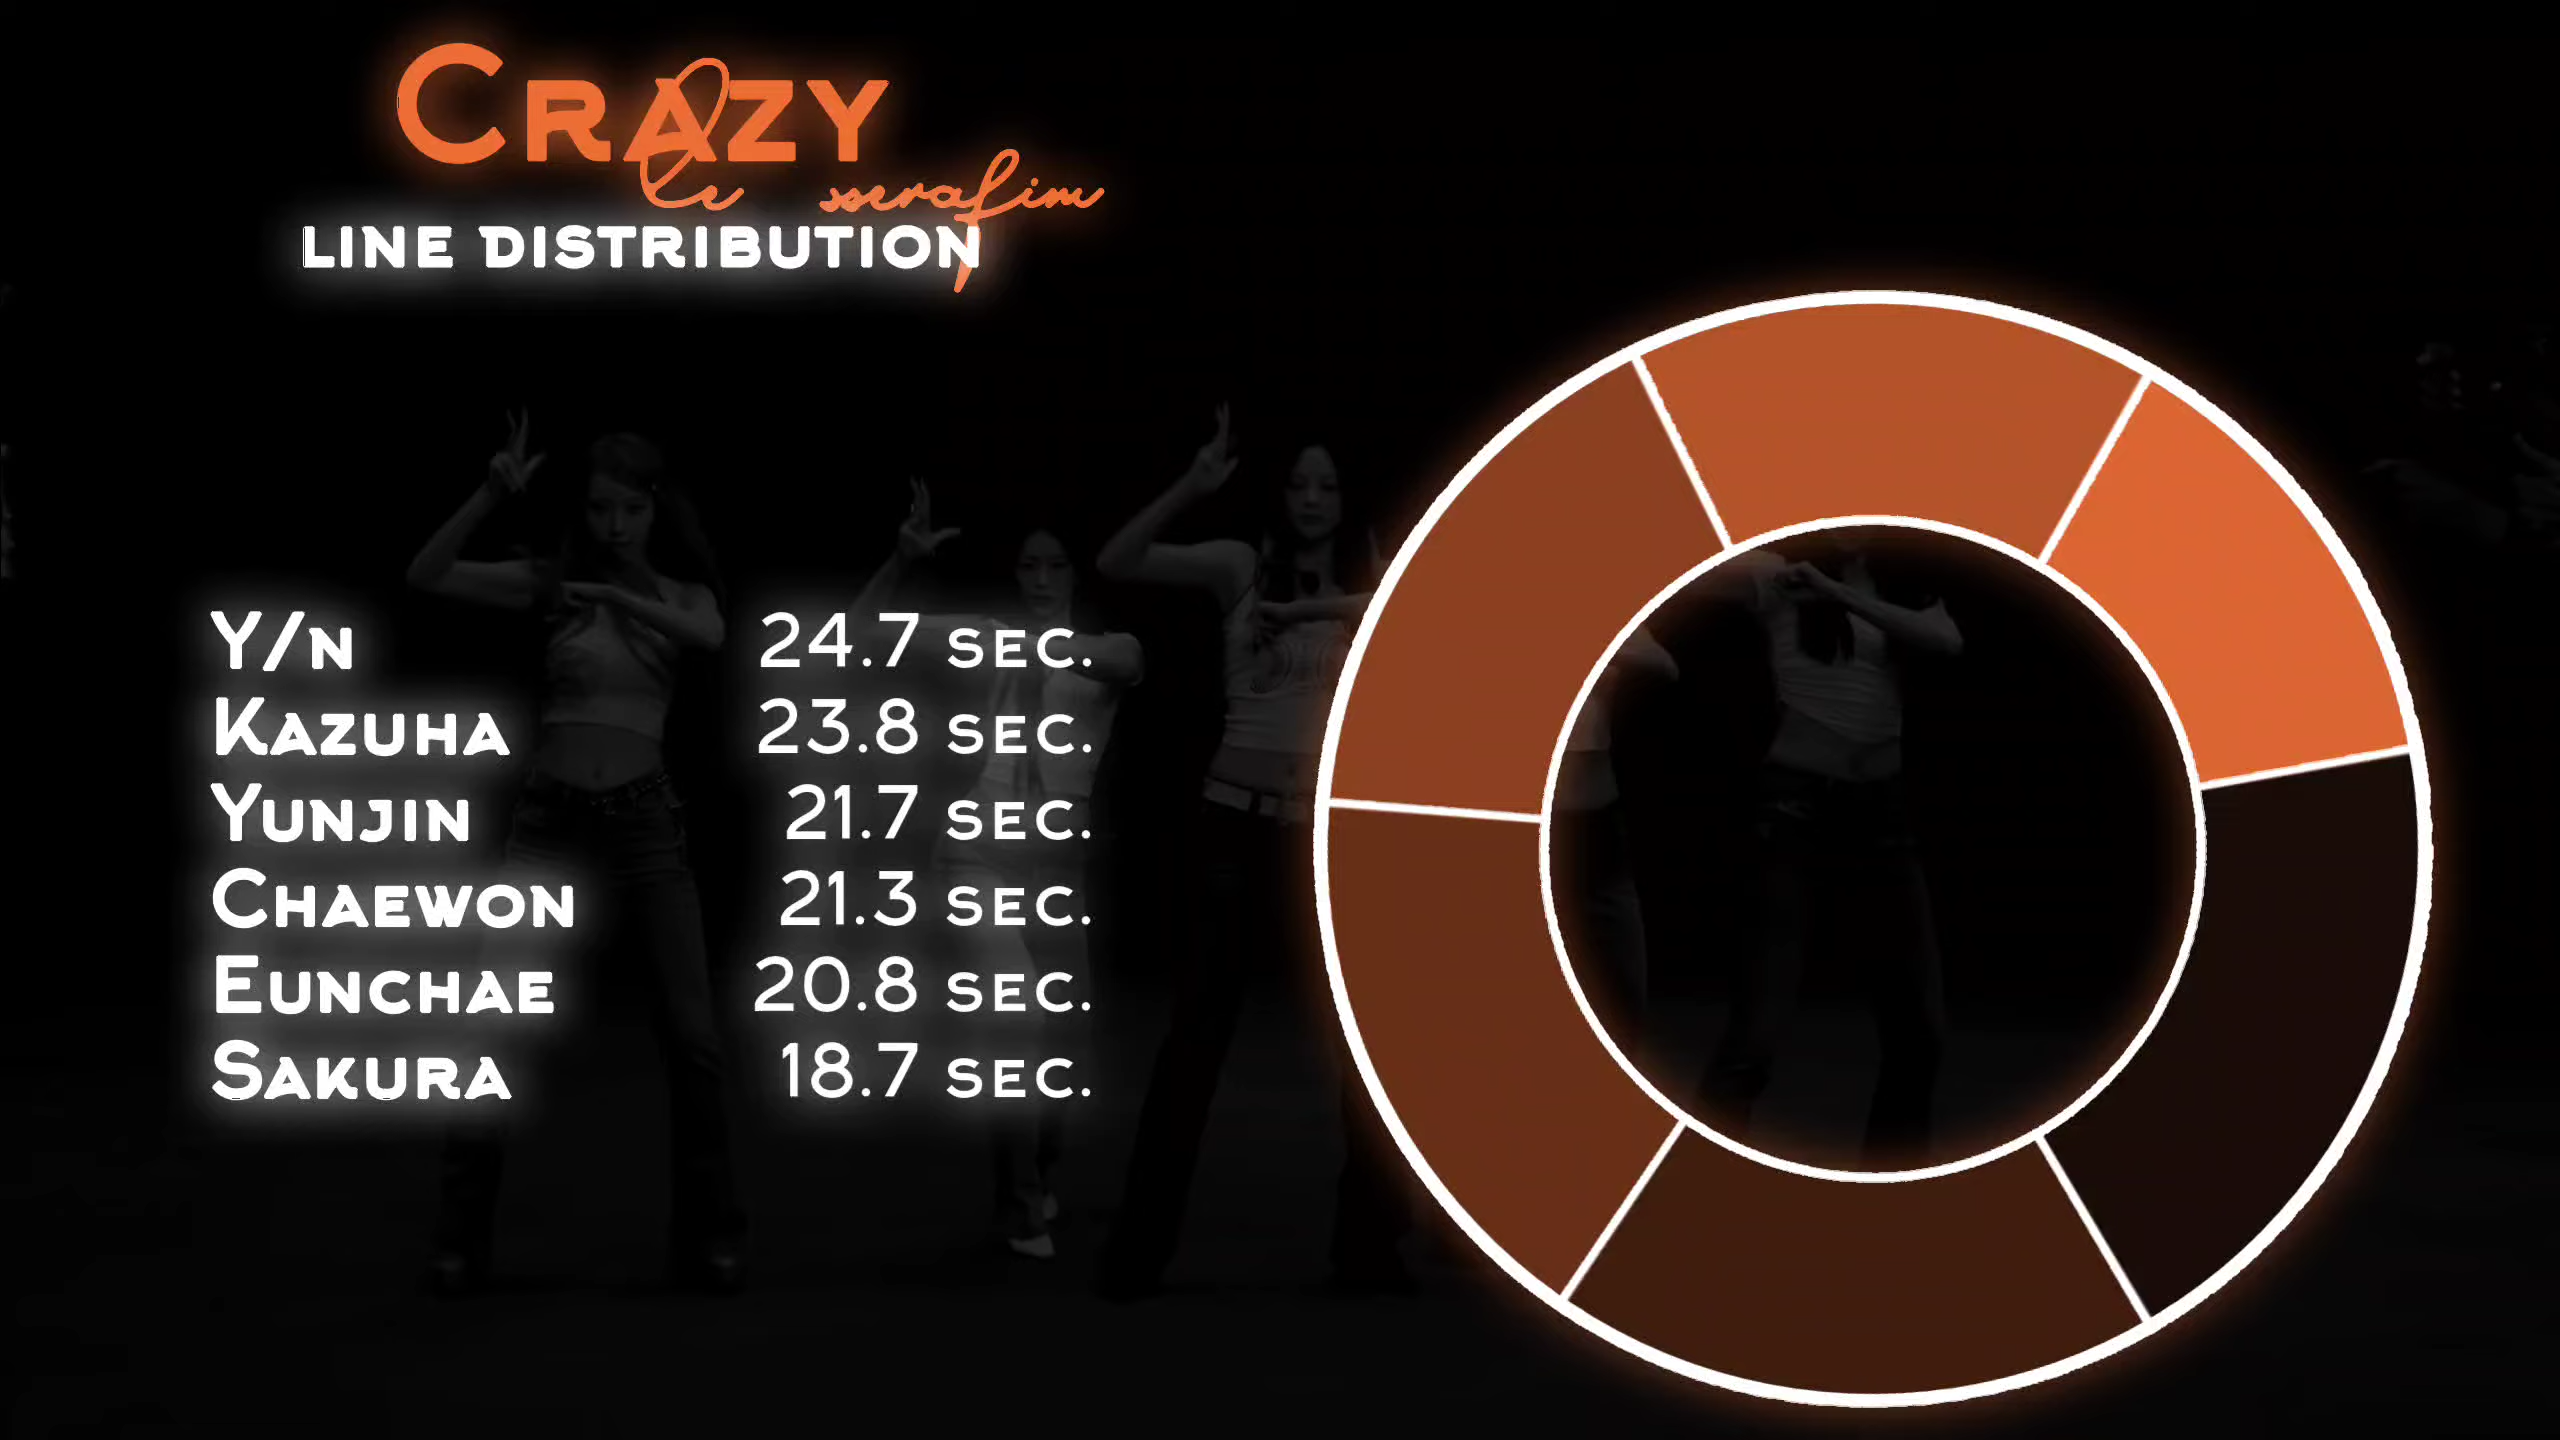 Crazy
le sserafim
LINE DISTRIBUTION
Y/N 24.7 SEC.
KAZUHA 23.8 SEC.
YUNJIN 21.7 SEC.
CHAEWON 21.3 SEC.
EUNCHAE 20.8 SEC.
SAKURA 18.7 SEC.